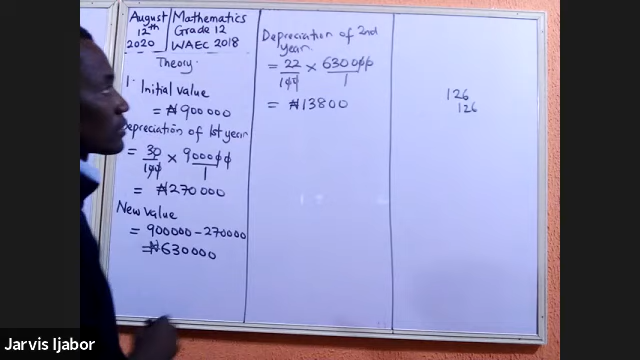 August
12th
2020
Mathematics
Grade 12
WAEC 2018
Theory
1. Initial value
= ₦900000
Depreciation of 1st year
= 30/100 × 900000/1
= ₦270000
New value
= 900000 - 270000
= ₦630000
Depreciation of 2nd
year
= 22/100 × 630000/1
= ₦13800
126
126
Jarvis Ijabor